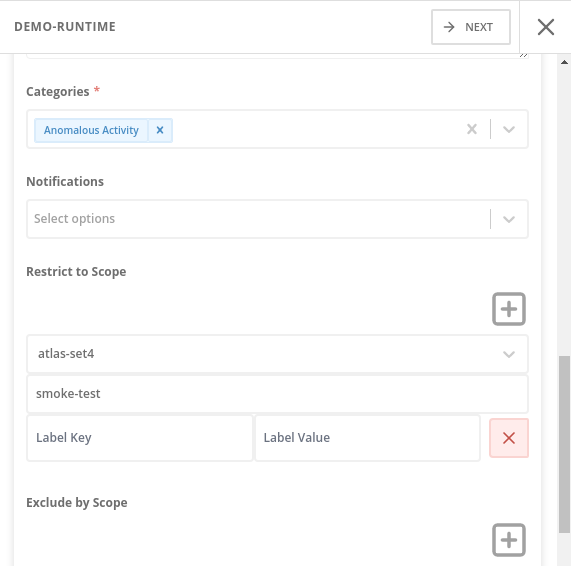 DEMO-RUNTIME
NEXT
Categories *
Anomalous Activity
Notifications
Select options
Restrict to Scope
atlas-set4
smoke-test
Label Key
Label Value
Exclude by Scope